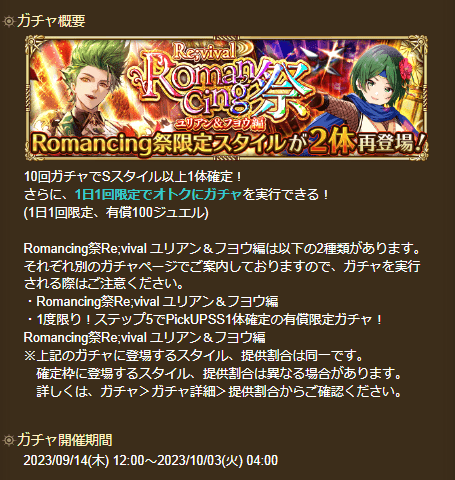 ガチャ概要
Re;vival
Romancing祭
ユリアン&フヨウ編
Romancing祭限定スタイルが2体再登場！
10回ガチャでSスタイル以上1体確定！
さらに、1日1回限定でオトクにガチャを実行できる！
(1日1回限定、有償100ジュエル)
Romancing祭Re;vival ユリアン＆フヨウ編は以下の2種類があります。
それぞれ別のガチャページでご案内しておりますので、ガチャを実行
される際はご注意ください。
・Romancing祭Re;vival ユリアン＆フヨウ編
・1度限り！ステップ5でPickUPSS1体確定の有償限定ガチャ！
Romancing祭Re;vival ユリアン＆フヨウ編
※上記のガチャに登場するスタイル、提供割合は同一です。
確定枠に登場するスタイル、提供割合は異なる場合があります。
詳しくは、ガチャ＞ガチャ詳細＞提供割合からご確認ください。
ガチャ開催期間
2023/09/14(木) 12:00～2023/10/03(火) 04:00